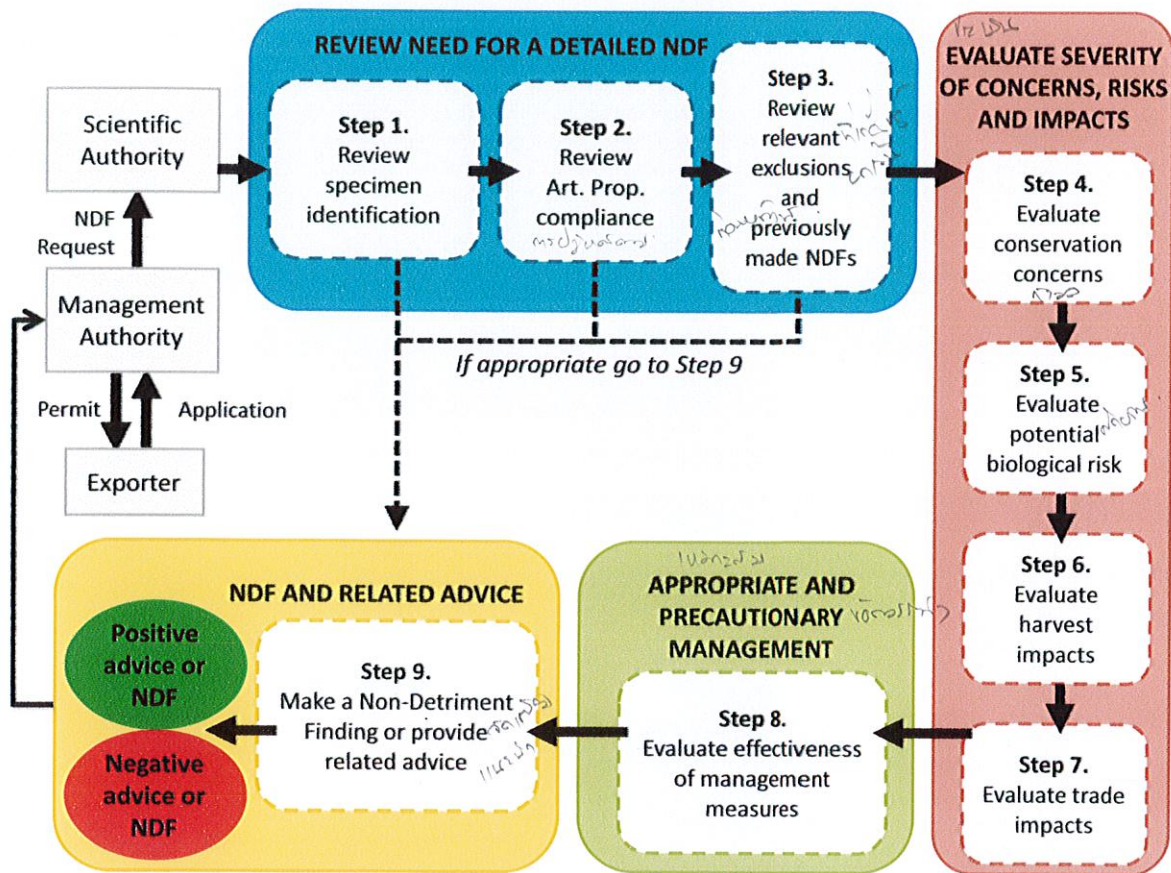 REVIEW NEED FOR A DETAILED NDF
Scientific
Authority
NDF
Request
Management
Authority
Permit
Application
Exporter
Step 1.
Review
specimen
identification
Step 2.
Review
Art. Prop.
compliance
Step 3.
Review
relevant
exclusions
and
previously
made NDFs
If appropriate go to Step 9
EVALUATE SEVERITY
OF CONCERNS, RISKS
AND IMPACTS
Step 4.
Evaluate
conservation
concerns
Step 5.
Evaluate
potential
biological risk
Step 6.
Evaluate
harvest
impacts
Step 7.
Evaluate trade
impacts
APPROPRIATE AND
PRECAUTIONARY
MANAGEMENT
Step 8.
Evaluate effectiveness
of management
measures
NDF AND RELATED ADVICE
Step 9.
Make a Non-Detriment
Finding or provide
related advice
Positive
advice or
NDF
Negative
advice or
NDF